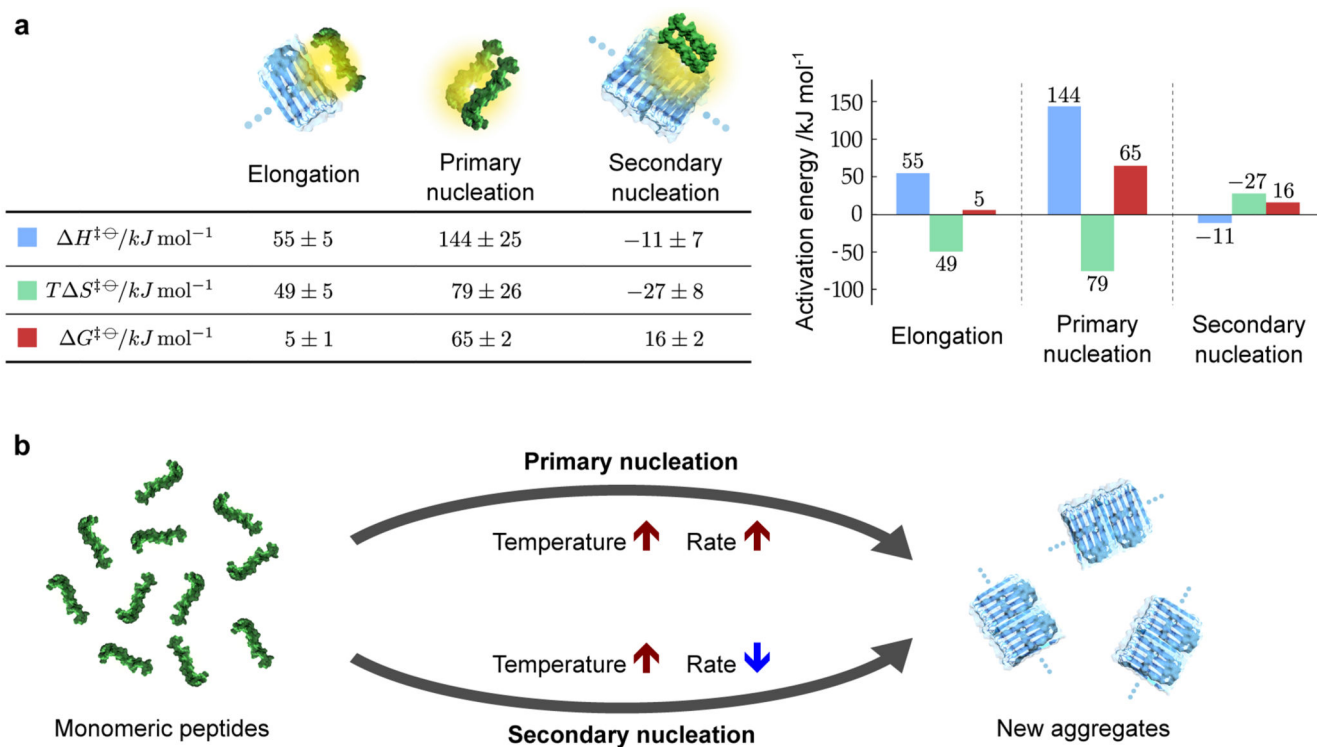 a
Elongation
Primary
nucleation
Secondary
nucleation
ΔH‡⊖/kJ mol⁻¹ 55 ± 5 144 ± 25 −11 ± 7
TΔS‡⊖/kJ mol⁻¹ 49 ± 5 79 ± 26 −27 ± 8
ΔG‡⊖/kJ mol⁻¹ 5 ± 1 65 ± 2 16 ± 2
Activation energy /kJ mol⁻¹
150
100
50
0
-50
-100
55
49
5
144
79
65
−11
−27
16
Elongation
Primary
nucleation
Secondary
nucleation
b
Primary nucleation
Temperature ↑ Rate ↑
Temperature ↑ Rate ↓
Secondary nucleation
Monomeric peptides
New aggregates